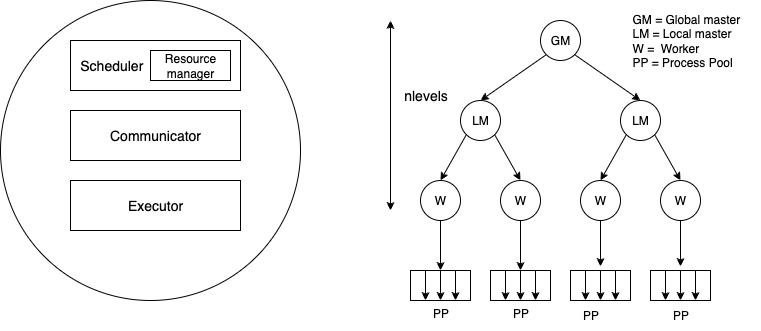 Scheduler
Resource
manager
Communicator
Executor
nlevels
GM
LM
LM
W
W
W
W
PP
PP
PP
PP
GM = Global master
LM = Local master
W = Worker
PP = Process Pool